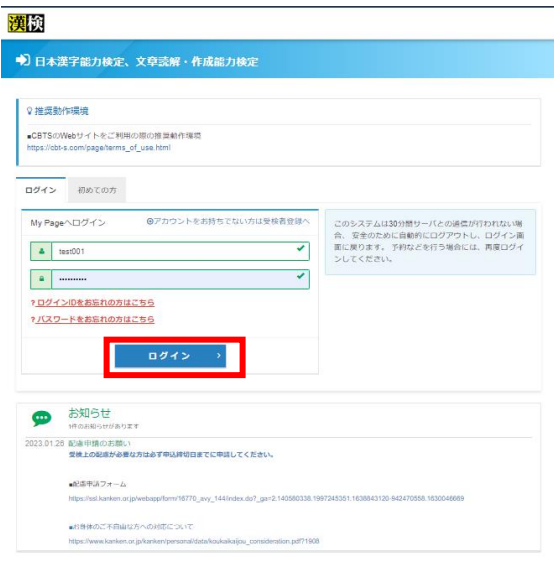 漢検
日本漢字能力検定、文章読解・作成能力検定
推奨動作環境
■CBTSのWebサイトをご利用の際の推奨動作環境
https://cbt-s.com/page/terms_of_use.html
ログイン 初めての方
My Pageへログイン アカウントをお持ちでない方は受検者登録へ
test001
••••••••••
? ログインIDをお忘れの方はこちら
? パスワードをお忘れの方はこちら
ログイン
このシステムは30分間サーバとの通信が行われない場
合、 安全のために自動的にログアウトし、ログイン画
面に戻ります。 予約などを行う場合には、再度ログイ
ンしてください。
お知らせ
1件のお知らせがあります
2023.01.26 配慮申請のお願い
受検上の配慮が必要な方は必ず申込締切日までに申請してください。
■配慮申請フォーム
■お身体のご不自由な方への対応について
https://www.kanken.or.jp/kanken/personal/data/koukaikaijou_consideration.pdf?1908